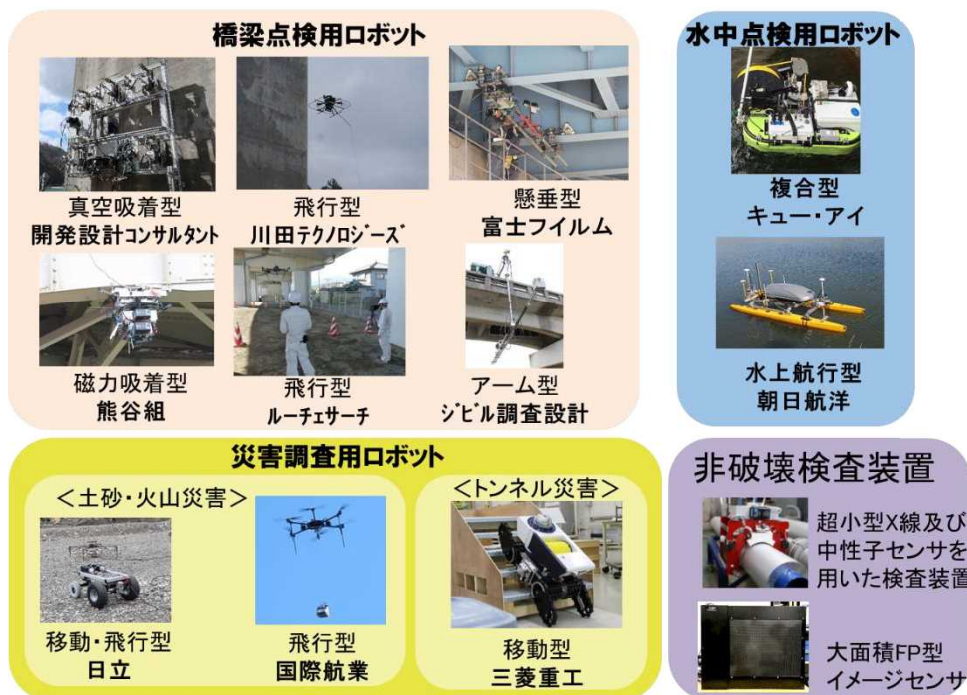 橋梁点検用ロボット
真空吸着型
開発設計コンサルタント
飛行型
川田テクノロジーズ
懸垂型
富士フイルム
磁力吸着型
熊谷組
飛行型
ルーチェサーチ
アーム型
ジビル調査設計
水中点検用ロボット
複合型
キュー・アイ
水上航行型
朝日航洋
災害調査用ロボット
＜土砂・火山災害＞
移動・飛行型
日立
飛行型
国際航業
＜トンネル災害＞
移動型
三菱重工
非破壊検査装置
超小型X線及び
中性子センサを
用いた検査装置
大面積FP型
イメージセンサ